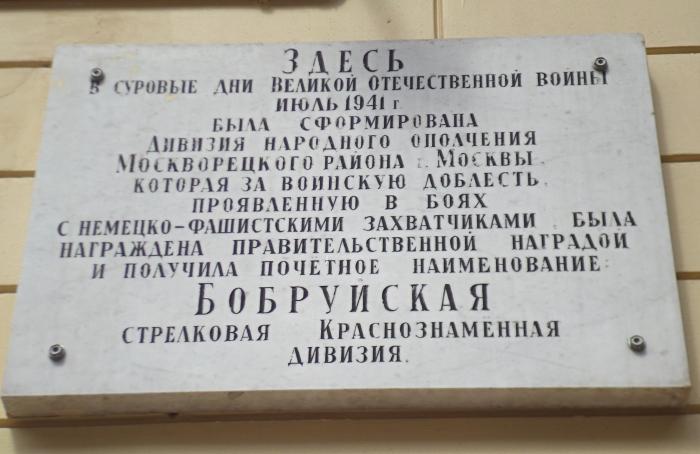 ЗДЕСЬ
В СУРОВЫЕ ДНИ ВЕЛИКОЙ ОТЕЧЕСТВЕННОЙ ВОЙНЫ
ИЮЛЬ 1941 г.
БЫЛА СФОРМИРОВАНА
ДИВИЗИЯ НАРОДНОГО ОПОЛЧЕНИЯ
МОСКВОРЕЦКОГО РАЙОНА г. МОСКВЫ,
КОТОРАЯ ЗА ВОИНСКУЮ ДОБЛЕСТЬ,
ПРОЯВЛЕННУЮ В БОЯХ
С НЕМЕЦКО-ФАШИСТСКИМИ ЗАХВАТЧИКАМИ, БЫЛА
НАГРАЖДЕНА ПРАВИТЕЛЬСТВЕННОЙ НАГРАДОЙ
И ПОЛУЧИЛА ПОЧЁТНОЕ НАИМЕНОВАНИЕ:
БОБРУЙСКАЯ
СТРЕЛКОВАЯ КРАСНОЗНАМЕННАЯ
ДИВИЗИЯ.